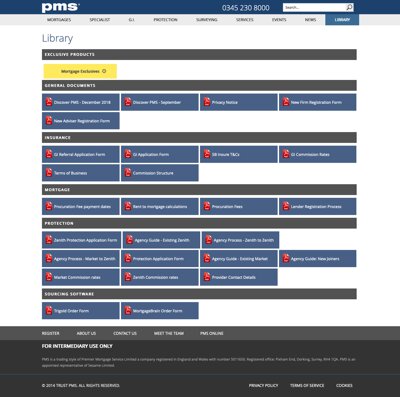 pms
0345 230 8000
Search...
MORTGAGES SPECIALIST G.I. PROTECTION SURVEYING SERVICES EVENTS NEWS LIBRARY
Library
EXCLUSIVE PRODUCTS
Mortgage Exclusives
GENERAL DOCUMENTS
Discover PMS - December 2018 Discover PMS - September Privacy Notice New Firm Registration Form
New Adviser Registration Form
INSURANCE
GI Referral Application Form GI Application Form SB Insure T&Cs GI Commission Rates
Terms of Business Commission Structure
MORTGAGE
Procuration Fee payment dates Rent to mortgage calculations Procuration Fees Lender Registration Process
PROTECTION
Zenith Protection Application Form Agency Guide - Existing Zenith Agency Process - Zenith to Zenith
Agency Process - Market to Zenith Protection Application Form Agency Guide - Existing Market Agency Guide: New Joiners
Market Commission rates Zenith Commission rates Provider Contact Details
SOURCING SOFTWARE
Trigold Order Form MortgageBrain Order Form
REGISTER ABOUT US CONTACT US MEET THE TEAM PMS ONLINE
FOR INTERMEDIARY USE ONLY
PMS is a trading style of Premier Mortgage Service Limited a company registered in England and Wales with number 5071600. Registered office: Pixham End, Dorking, Surrey, RH4 1QA. PMS is an
appointed representative of Sesame Limited.
© 2014 TRUST PMS. ALL RIGHTS RESERVED.
PRIVACY POLICY TERMS OF SERVICE COOKIES